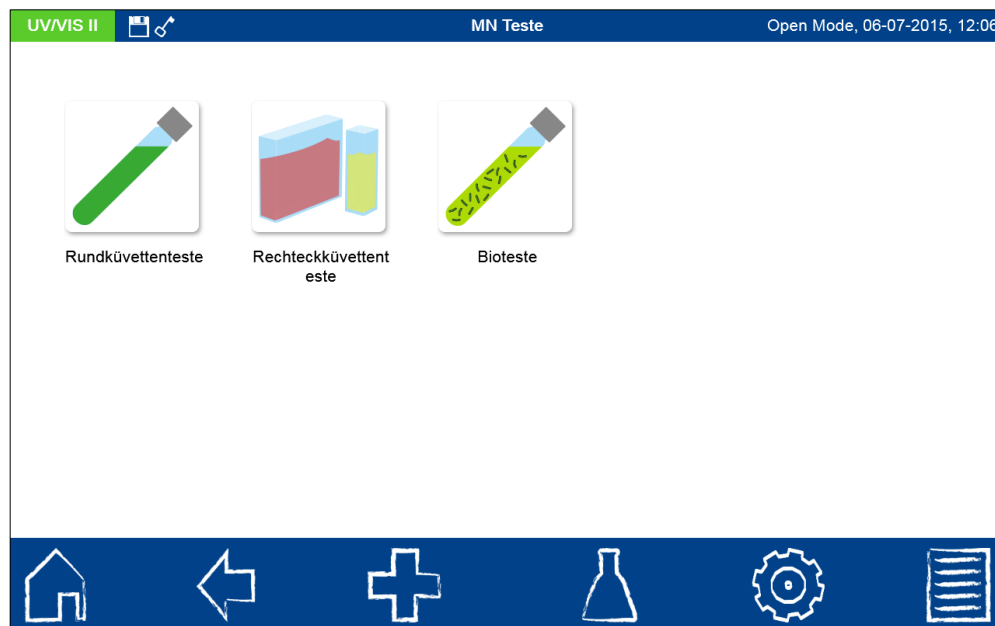 UV/VIS II
MN Teste
Open Mode, 06-07-2015, 12:06
Rundküvettenteste
Rechteckküvettent
este
Bioteste